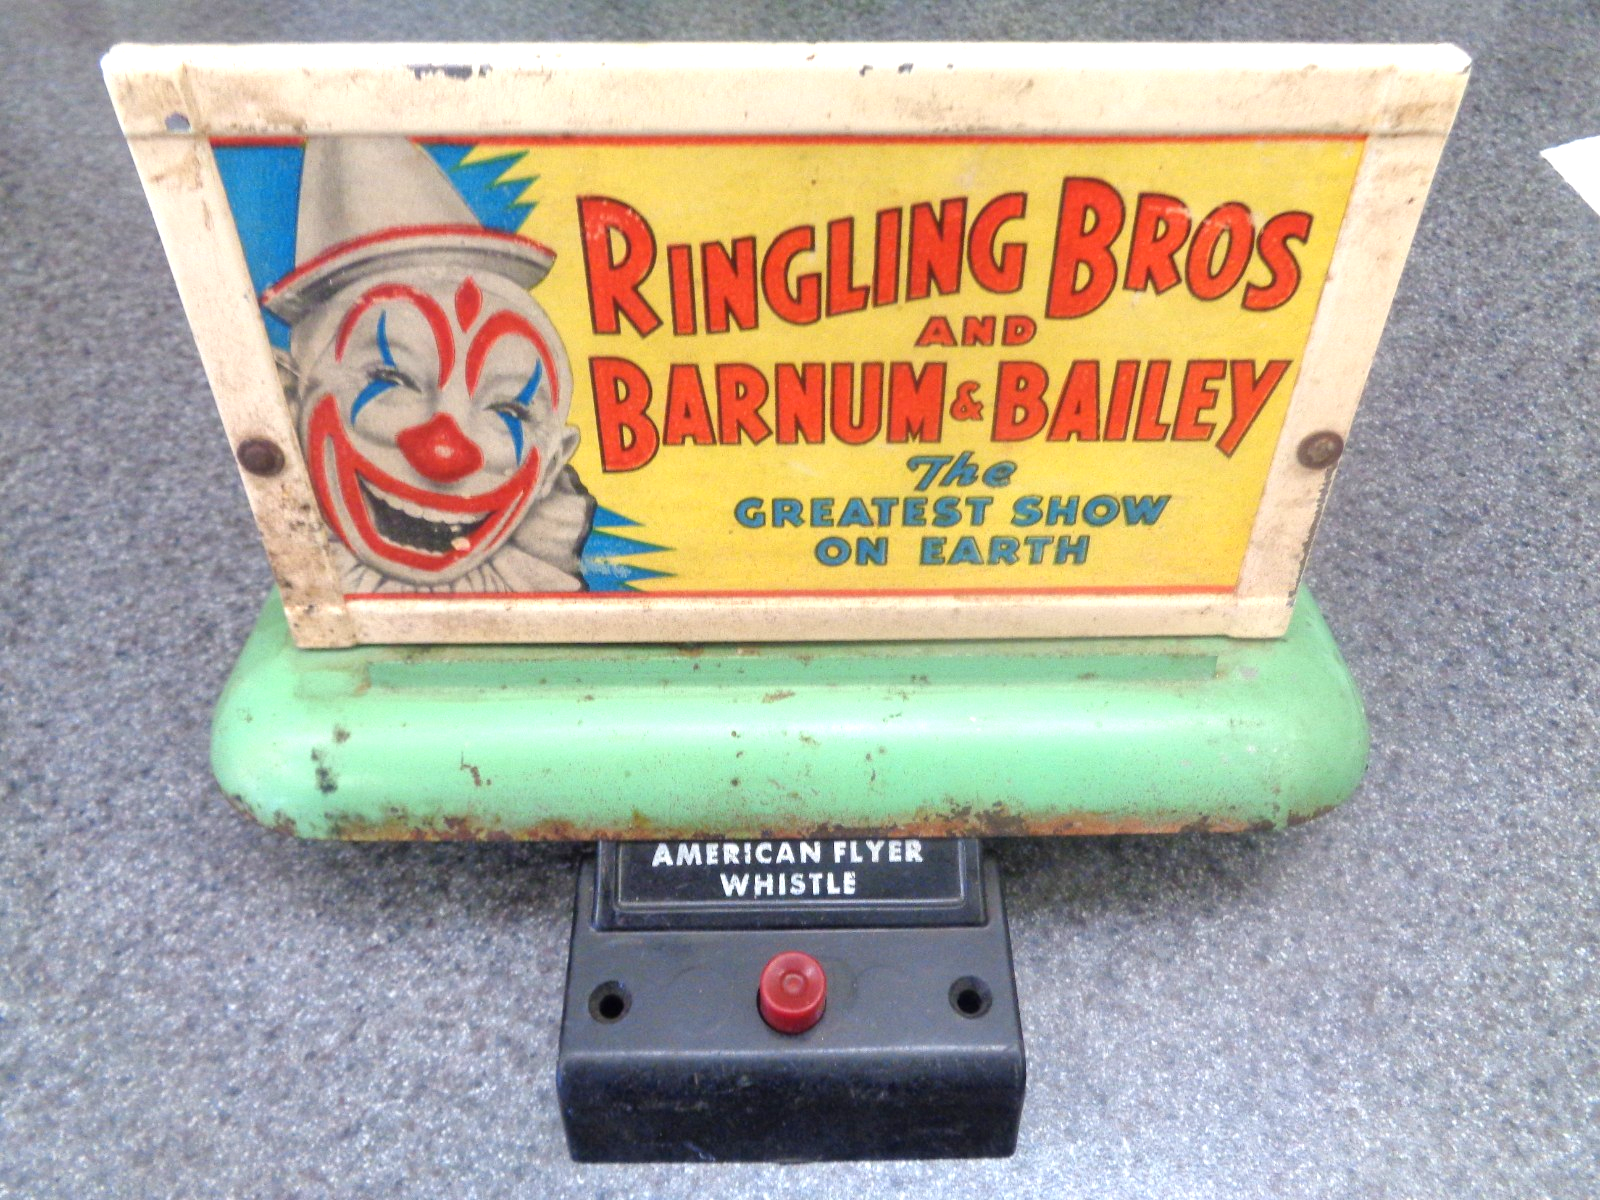 RINGLING BROS
AND
BARNUM & BAILEY
The
GREATEST SHOW
ON EARTH
AMERICAN FLYER
WHISTLE